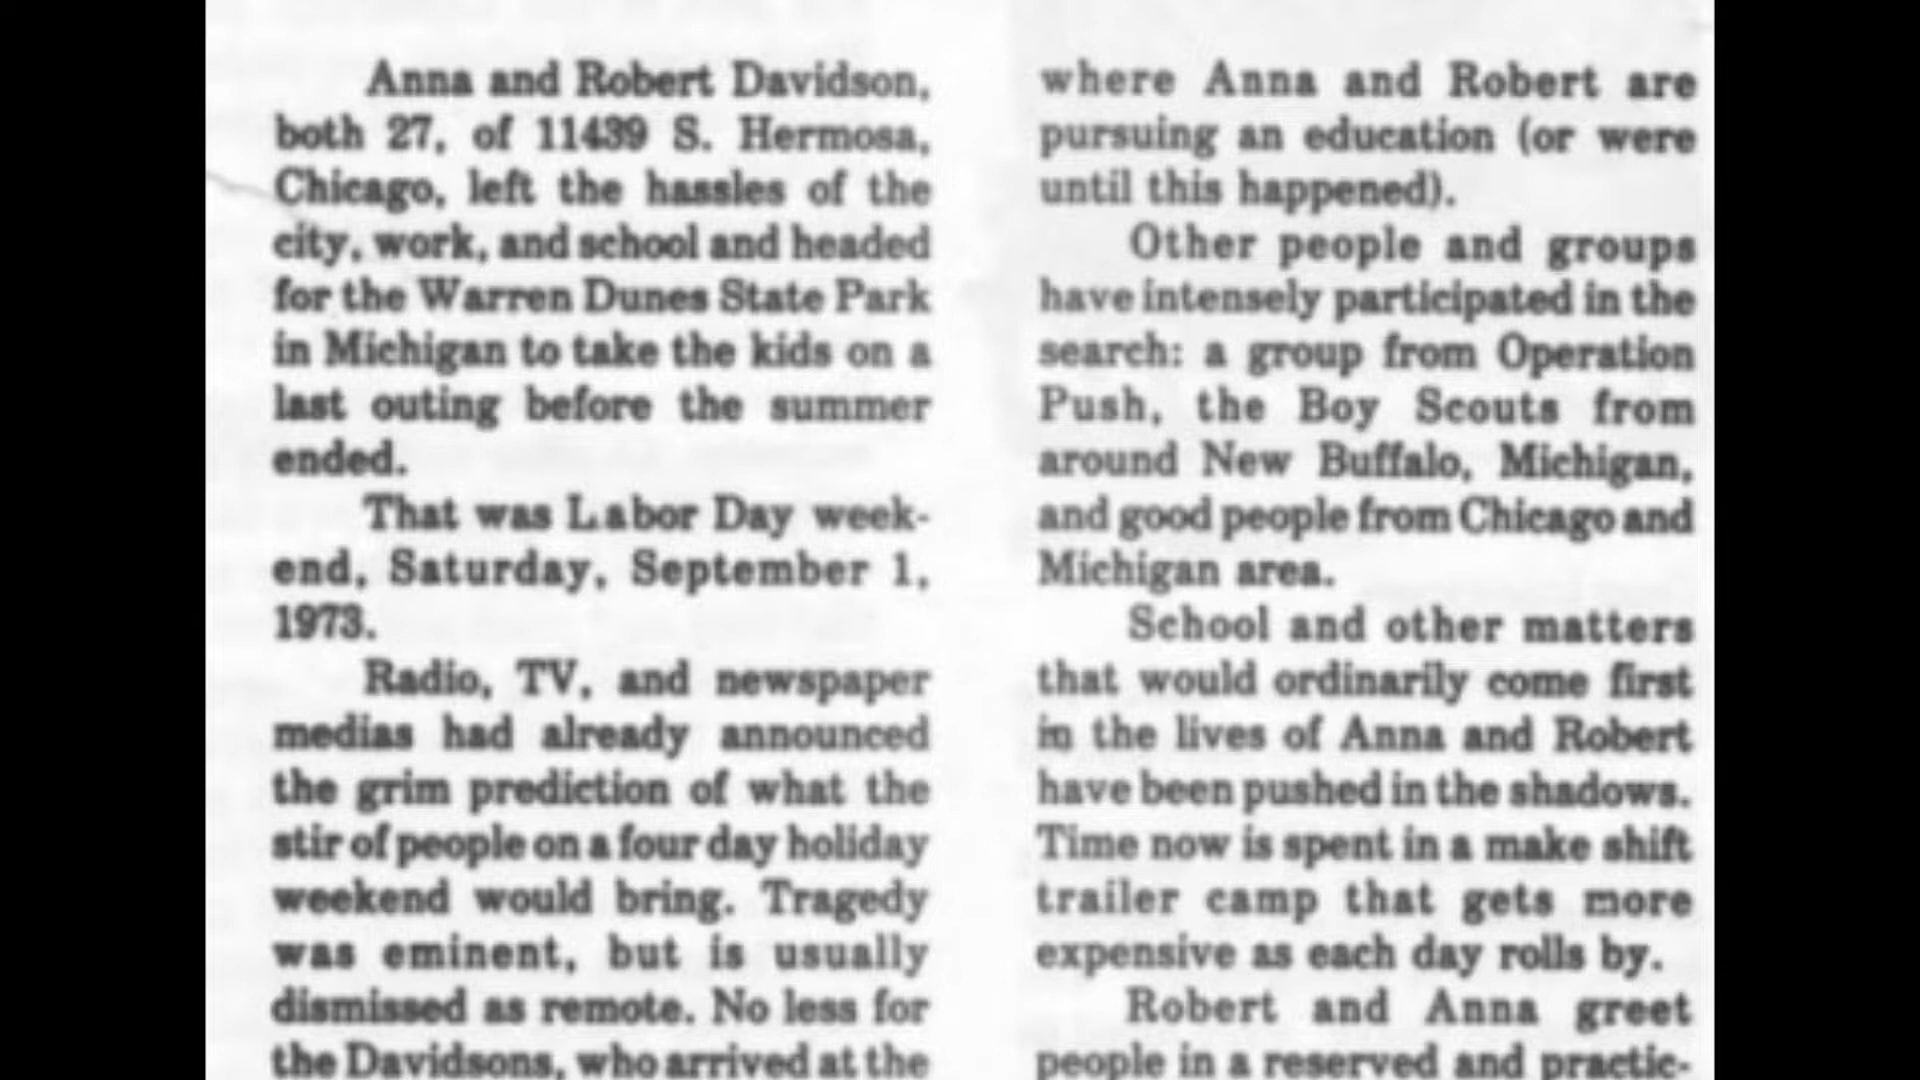 Anna and Robert Davidson,
both 27, of 11439 S. Hermosa,
Chicago, left the hassles of the
city, work, and school and headed
for the Warren Dunes State Park
in Michigan to take the kids on a
last outing before the summer
ended.
That was Labor Day week-
end, Saturday, September 1,
1973.
Radio, TV, and newspaper
medias had already announced
the grim prediction of what the
stir of people on a four day holiday
weekend would bring. Tragedy
was eminent, but is usually
dismissed as remote. No less for
the Davidsons, who arrived at the
where Anna and Robert are
pursuing an education (or were
until this happened).
Other people and groups
have intensely participated in the
search: a group from Operation
Push, the Boy Scouts from
around New Buffalo, Michigan,
and good people from Chicago and
Michigan area.
School and other matters
that would ordinarily come first
in the lives of Anna and Robert
have been pushed in the shadows.
Time now is spent in a make shift
trailer camp that gets more
expensive as each day rolls by.
Robert and Anna greet
people in a reserved and practic-